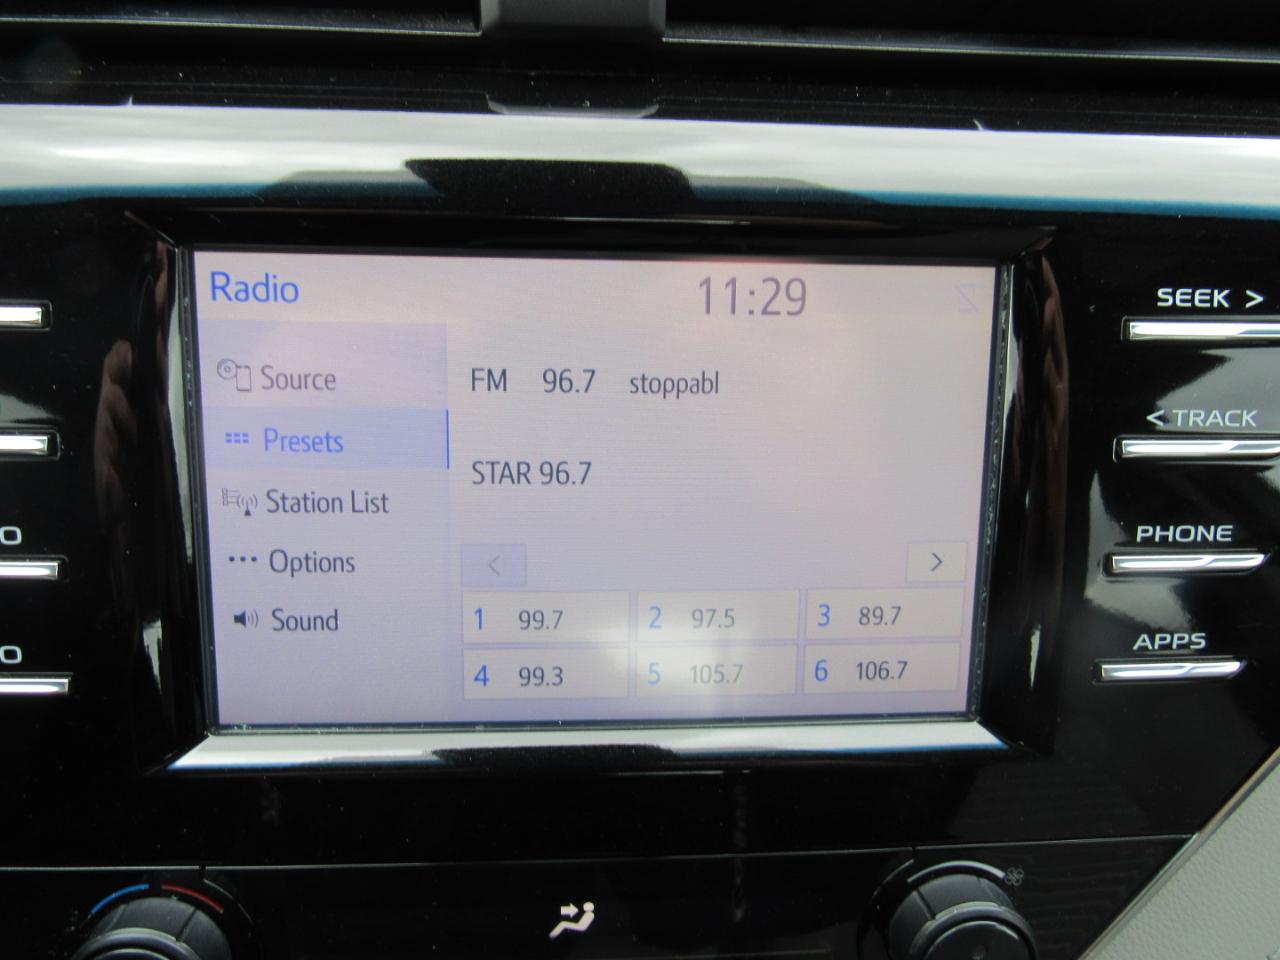 Radio
11:29
Source
Presets
Station List
Options
Sound
FM 96.7 stoppabl
STAR 96.7
<
>
1 99.7
2 97.5
3 89.7
4 99.3
5 105.7
6 106.7
SEEK >
< TRACK
PHONE
APPS
O
O